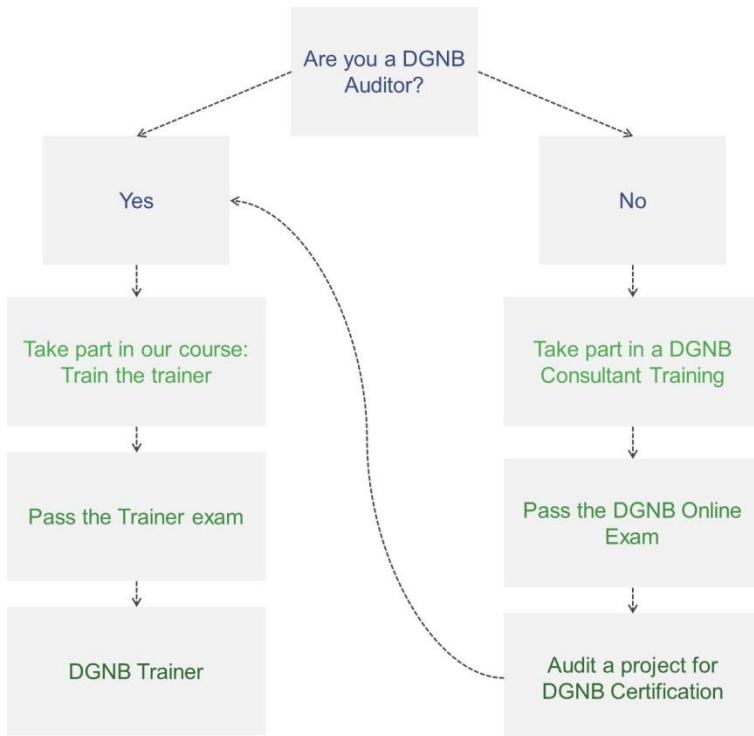 Are you a DGNB
Auditor?
Yes
No
Take part in our course:
Train the trainer
Take part in a DGNB
Consultant Training
Pass the Trainer exam
Pass the DGNB Online
Exam
DGNB Trainer
Audit a project for
DGNB Certification